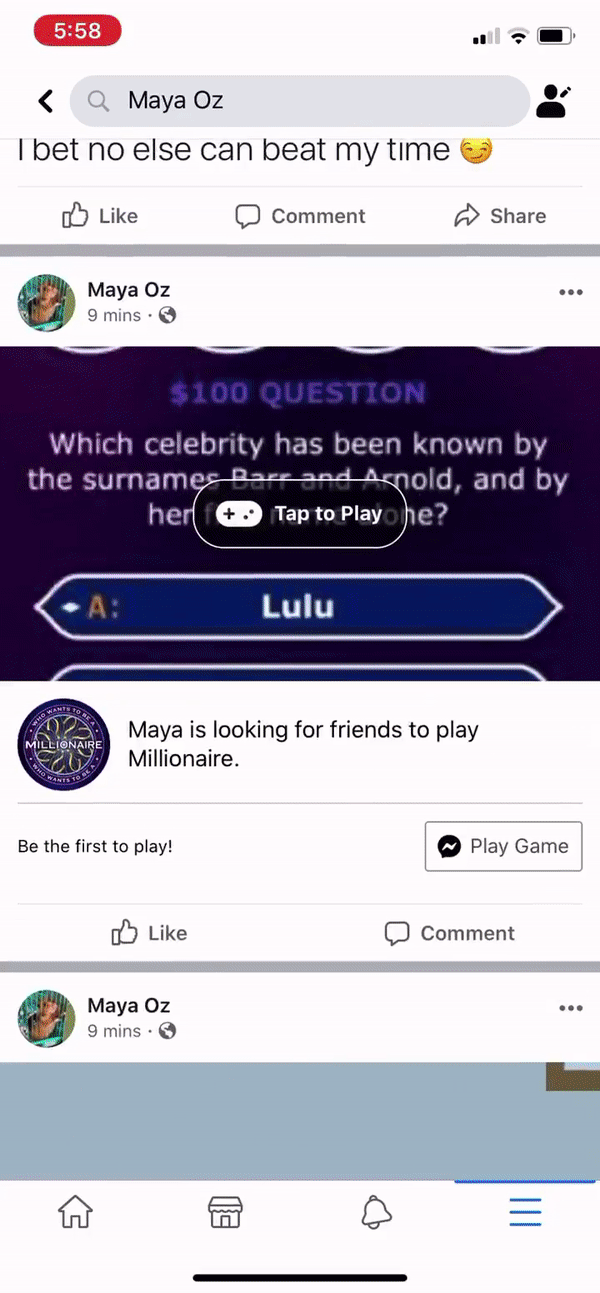 5:58
Maya Oz
I bet no else can beat my time 😏
Like
Comment
Share
Maya Oz
9 mins ·
$100 QUESTION
Which celebrity has been known by
the surnames Barr and Arnold, and by
her
Tap to Play
A: Lulu
WHO WANTS TO BE A
MILLIONAIRE
WHO WANTS TO BE A
Maya is looking for friends to play
Millionaire.
Be the first to play!
Play Game
Like
Comment
Maya Oz
9 mins ·